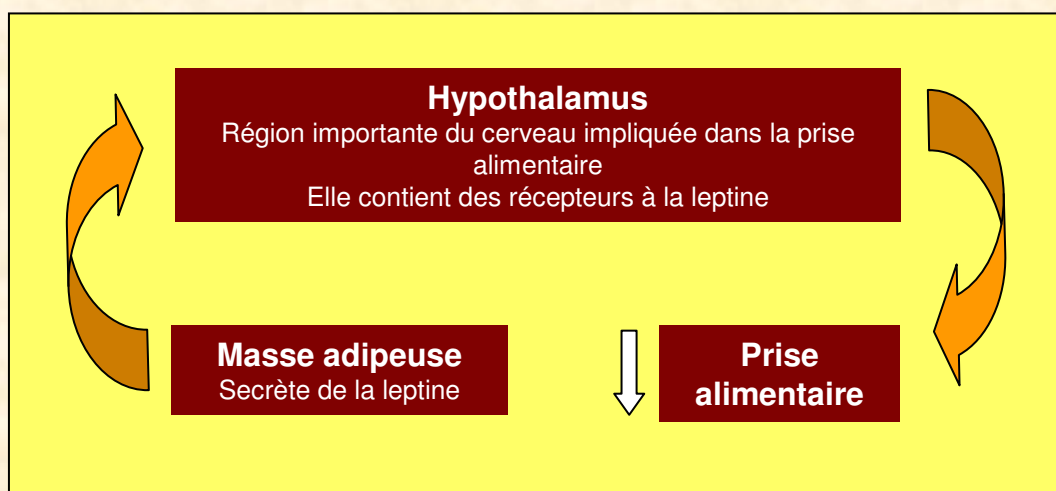 Hypothalamus
Région importante du cerveau impliquée dans la prise
alimentaire
Elle contient des récepteurs à la leptine
Masse adipeuse
Secrète de la leptine
Prise
alimentaire